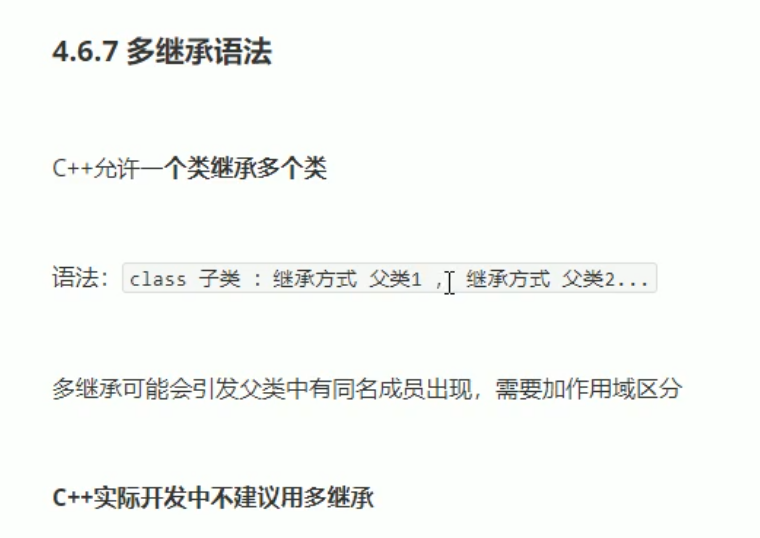 4.6.7 多继承语法
C++允许一个类继承多个类
语法： class 子类 : 继承方式 父类1 , 继承方式 父类2...
多继承可能会引发父类中有同名成员出现，需要加作用域区分
C++实际开发中不建议用多继承